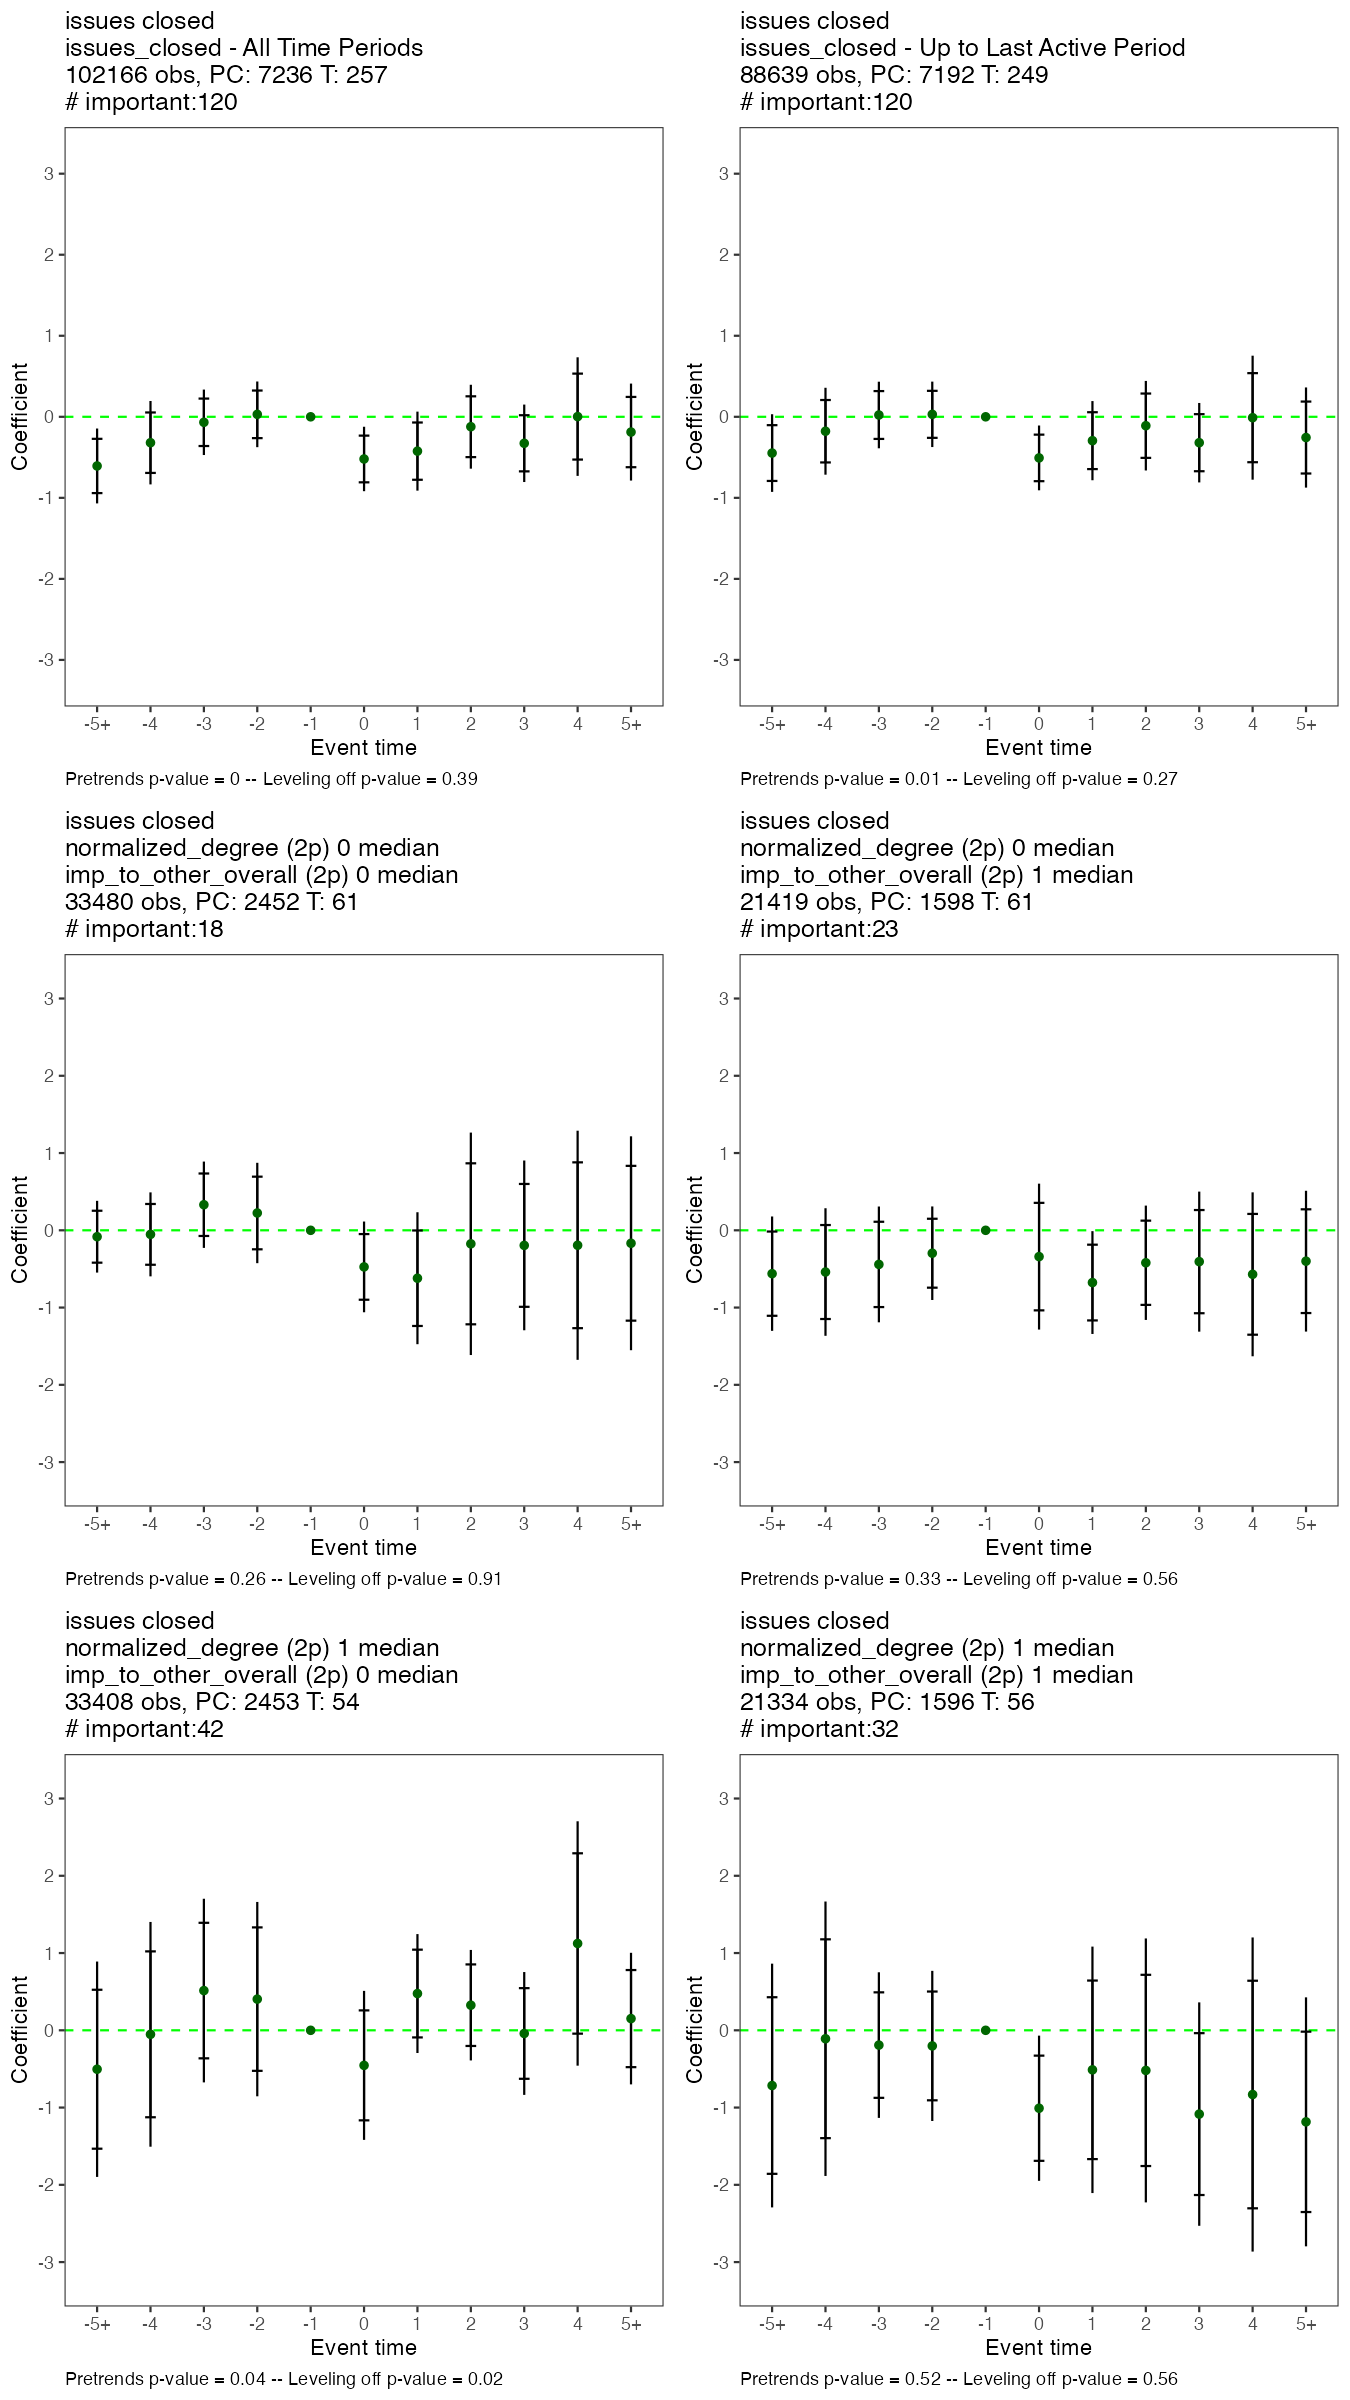 issues closed
issues_closed - All Time Periods
102166 obs, PC: 7236 T: 257
# important:120
3
2
1
0
-1
-2
-3
Coefficient
-5+ -4 -3 -2 -1 0 1 2 3 4 5+
Event time
Pretrends p-value = 0 -- Leveling off p-value = 0.39
issues closed
issues_closed - Up to Last Active Period
88639 obs, PC: 7192 T: 249
# important:120
3
2
1
0
-1
-2
-3
Coefficient
-5+ -4 -3 -2 -1 0 1 2 3 4 5+
Event time
Pretrends p-value = 0.01 -- Leveling off p-value = 0.27
issues closed
normalized_degree (2p) 0 median
imp_to_other_overall (2p) 0 median
33480 obs, PC: 2452 T: 61
# important:18
3
2
1
0
-1
-2
-3
Coefficient
-5+ -4 -3 -2 -1 0 1 2 3 4 5+
Event time
Pretrends p-value = 0.26 -- Leveling off p-value = 0.91
issues closed
normalized_degree (2p) 0 median
imp_to_other_overall (2p) 1 median
21419 obs, PC: 1598 T: 61
# important:23
3
2
1
0
-1
-2
-3
Coefficient
-5+ -4 -3 -2 -1 0 1 2 3 4 5+
Event time
Pretrends p-value = 0.33 -- Leveling off p-value = 0.56
issues closed
normalized_degree (2p) 1 median
imp_to_other_overall (2p) 0 median
33408 obs, PC: 2453 T: 54
# important:42
3
2
1
0
-1
-2
-3
Coefficient
-5+ -4 -3 -2 -1 0 1 2 3 4 5+
Event time
Pretrends p-value = 0.04 -- Leveling off p-value = 0.02
issues closed
normalized_degree (2p) 1 median
imp_to_other_overall (2p) 1 median
21334 obs, PC: 1596 T: 56
# important:32
3
2
1
0
-1
-2
-3
Coefficient
-5+ -4 -3 -2 -1 0 1 2 3 4 5+
Event time
Pretrends p-value = 0.52 -- Leveling off p-value = 0.56